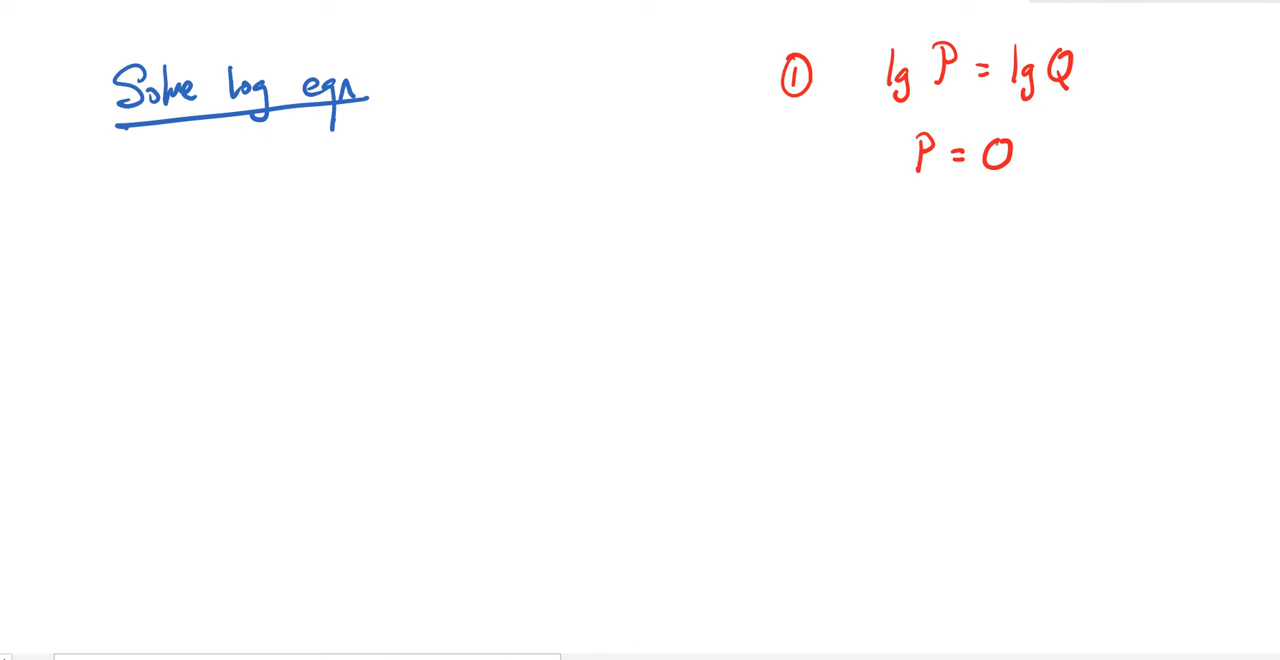 Solve log eqn
① lg P = lg Q
P = O